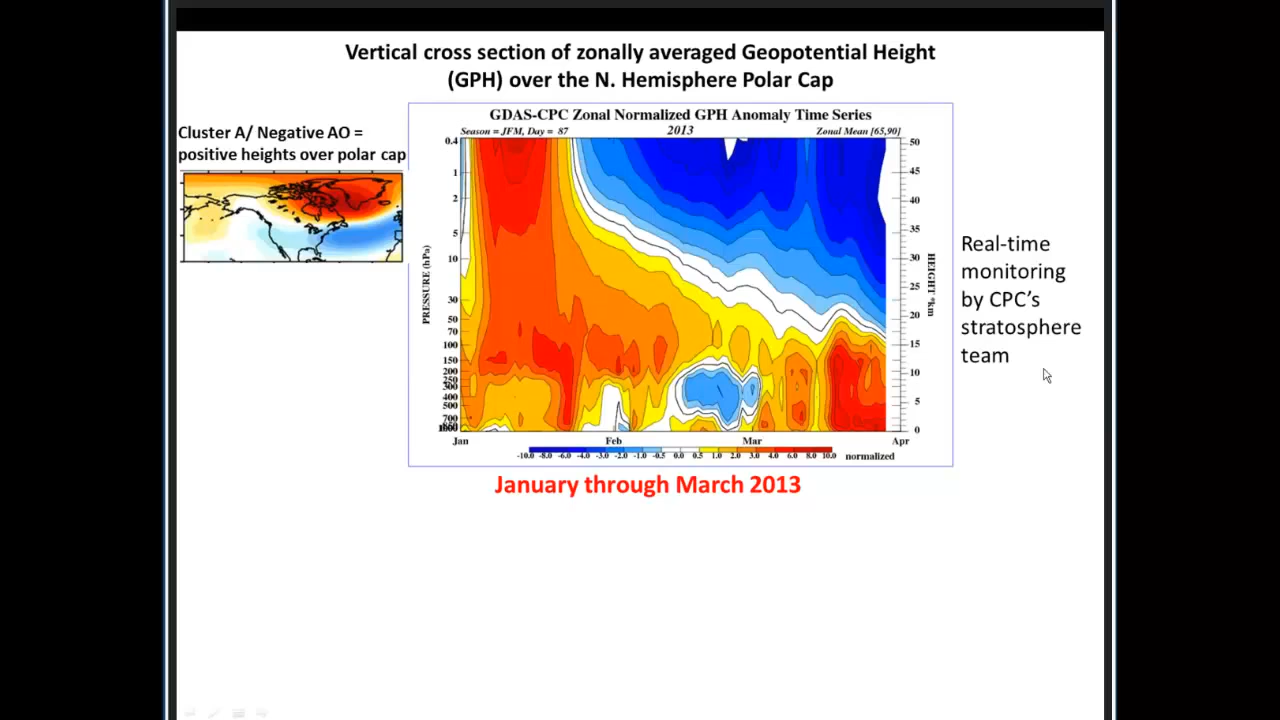 Vertical cross section of zonally averaged Geopotential Height
(GPH) over the N. Hemisphere Polar Cap
Cluster A/ Negative AO =
positive heights over polar cap
GDAS-CPC Zonal Normalized GPH Anomaly Time Series
Season = JFM, Day = 87
2013
Zonal Mean [65,90]
PRESSURE (hPa)
0.4
1
2
5
10
30
50
70
100
150
200
250
300
400
500
700
850
1000
50
45
40
35
30
25
20
15
10
5
0
HEIGHT ~km
Jan
Feb
Mar
Apr
-10.0 -8.0 -6.0 -4.0 -3.0 -2.0 -1.0 -0.5 0.0 0.5 1.0 2.0 3.0 4.0 6.0 8.0 10.0 normalized
Real-time
monitoring
by CPC’s
stratosphere
team
January through March 2013